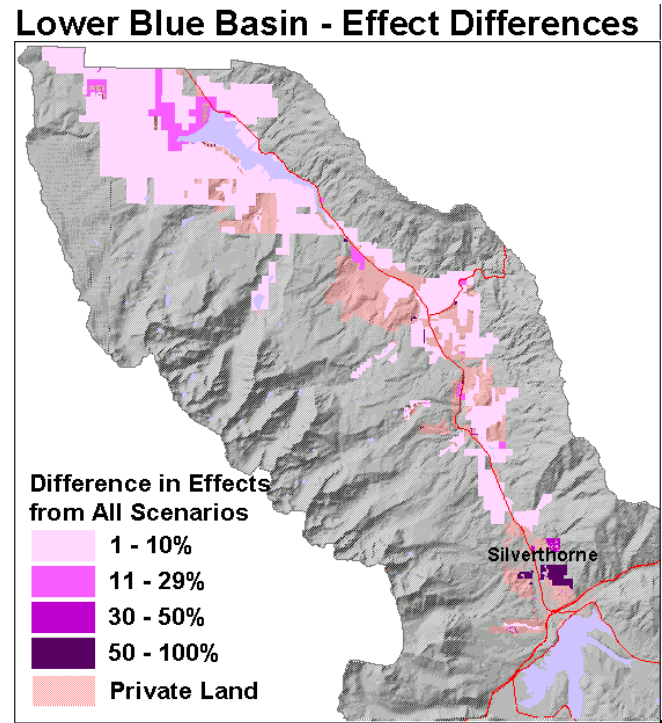 Lower Blue Basin - Effect Differences
Silverthorne
Difference in Effects
from All Scenarios
1 - 10%
11 - 29%
30 - 50%
50 - 100%
Private Land